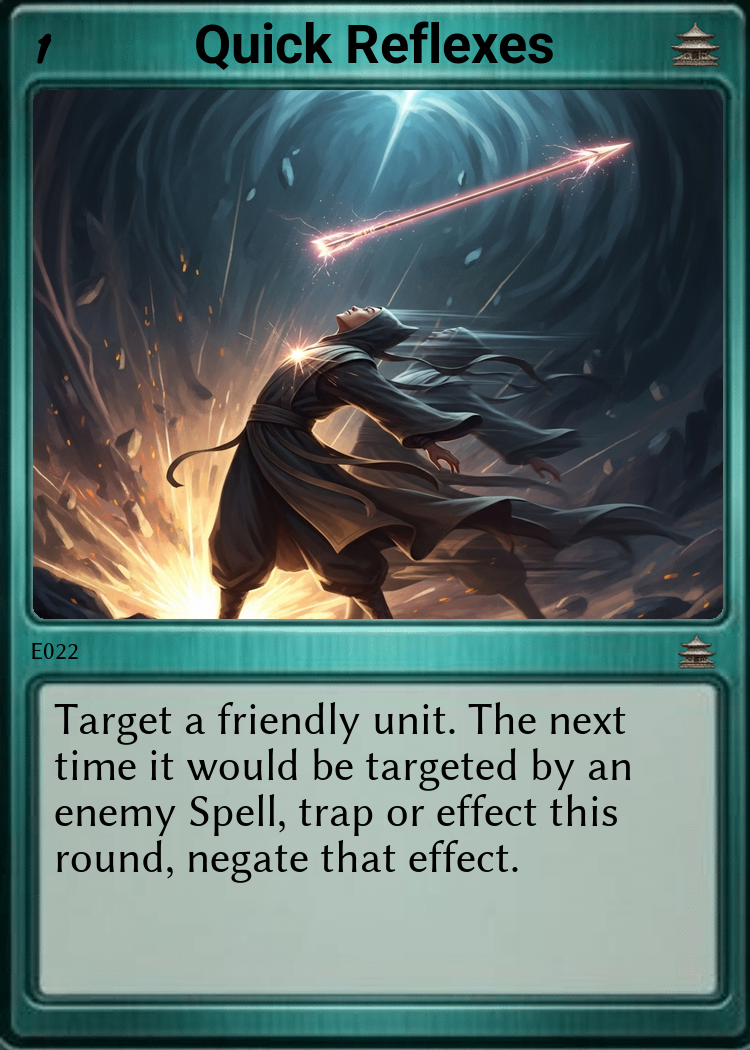 1
Quick Reflexes
E022
Target a friendly unit. The next
time it would be targeted by an
enemy Spell, trap or effect this
round, negate that effect.